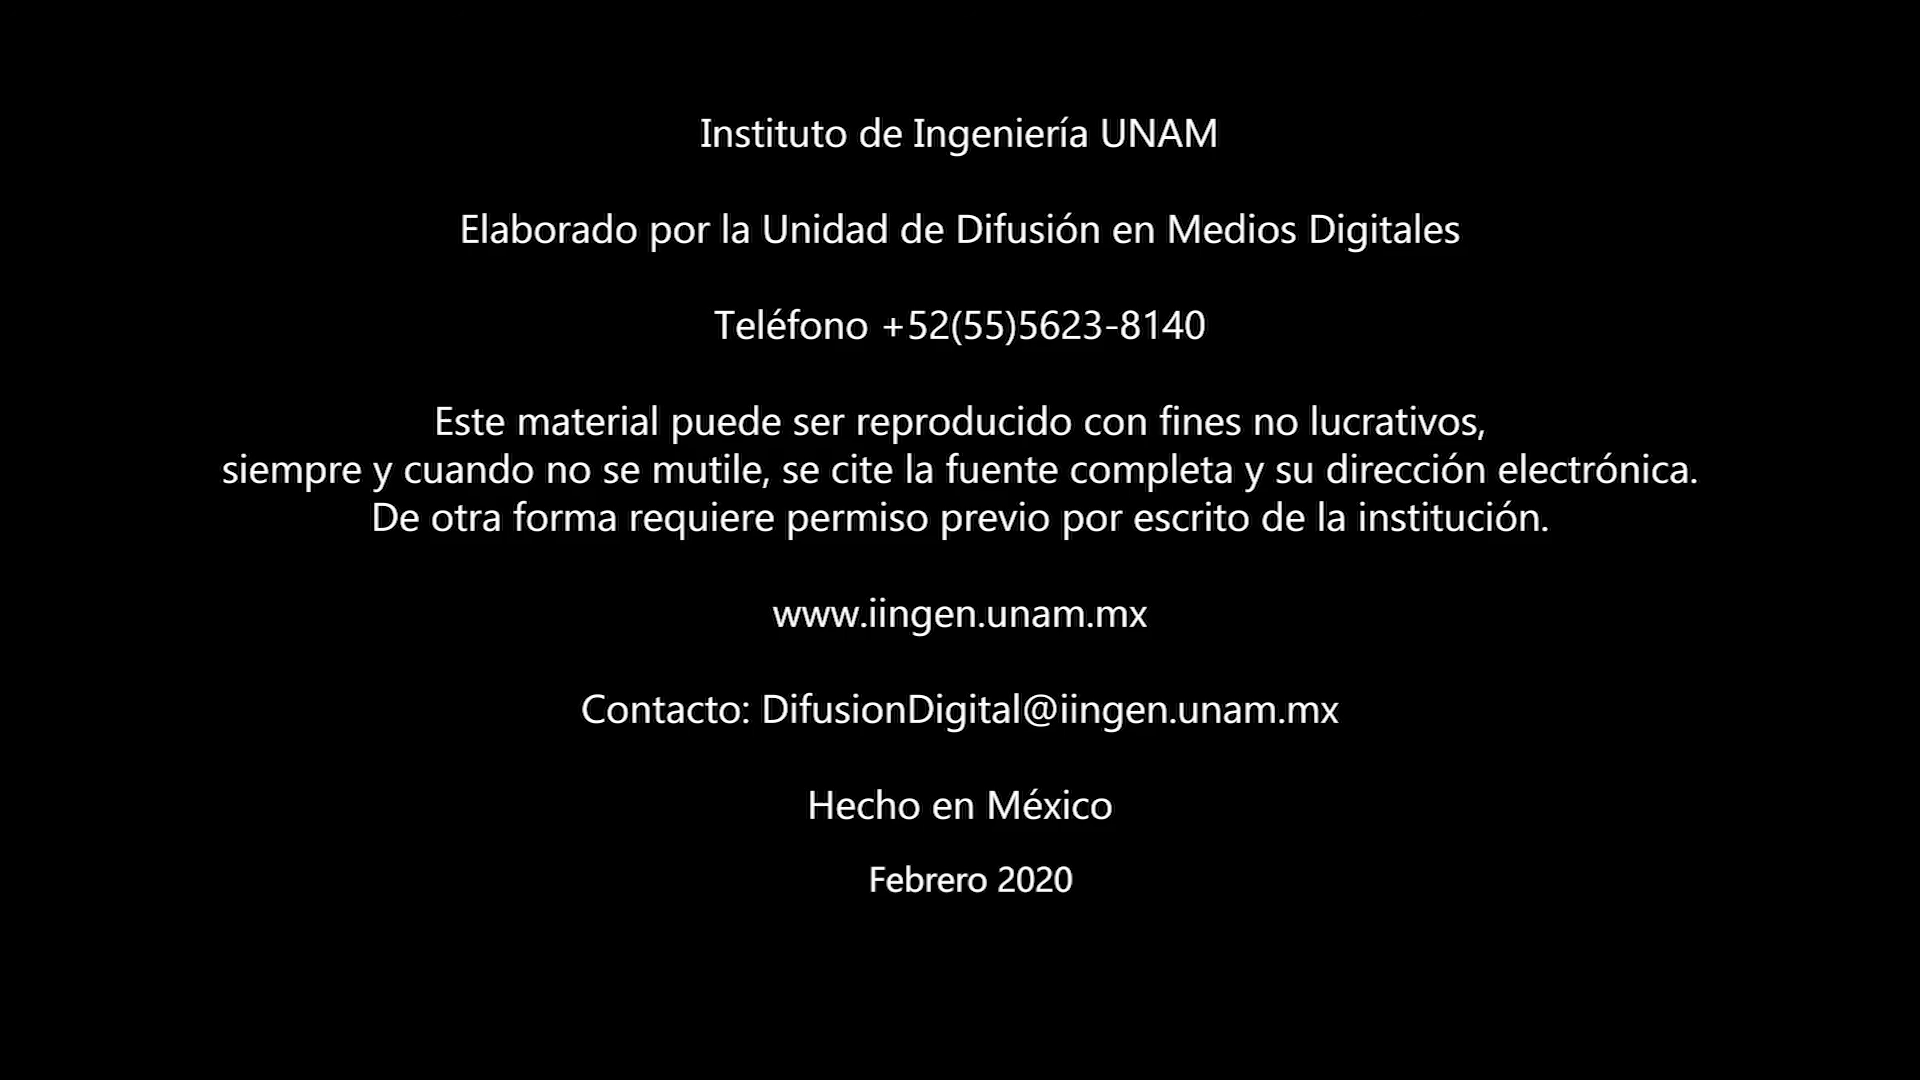 Instituto de Ingeniería UNAM
Elaborado por la Unidad de Difusión en Medios Digitales
Teléfono +52(55)5623-8140
Este material puede ser reproducido con fines no lucrativos,
siempre y cuando no se mutile, se cite la fuente completa y su dirección electrónica.
De otra forma requiere permiso previo por escrito de la institución.
www.iingen.unam.mx
Contacto: DifusionDigital@iingen.unam.mx
Hecho en México
Febrero 2020